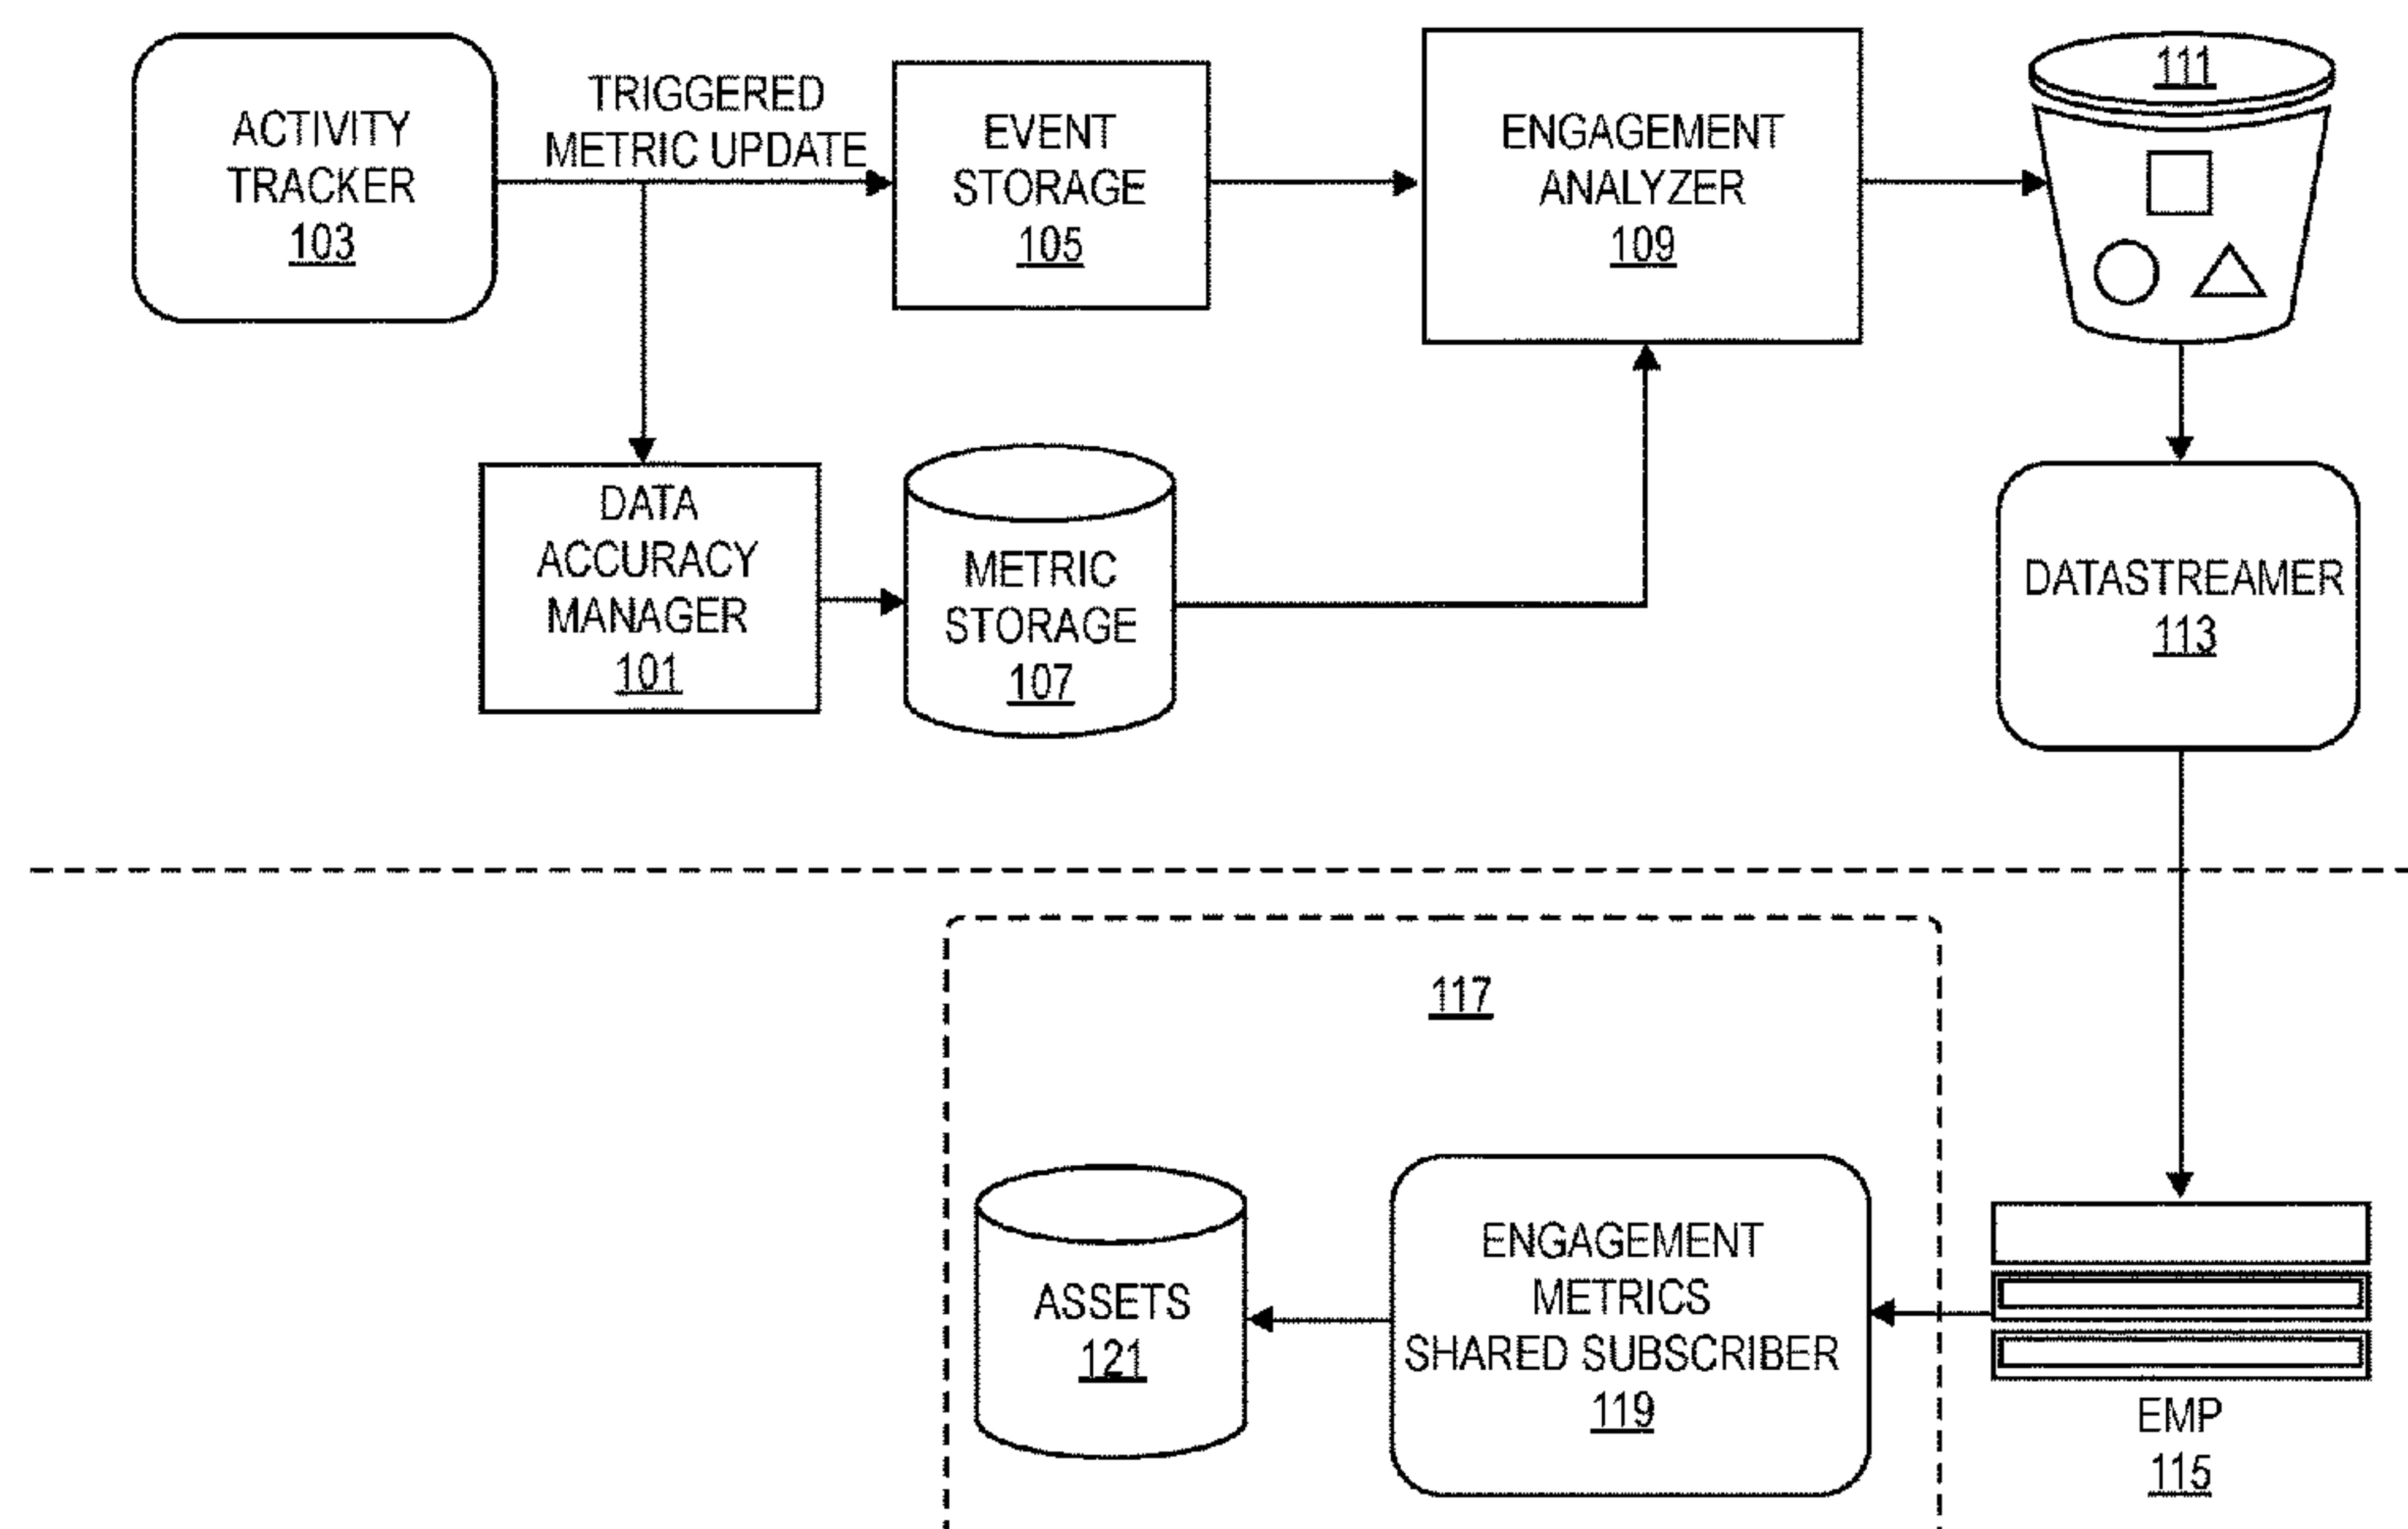 ACTIVITY
TRACKER
103
TRIGGERED
METRIC UPDATE
EVENT
STORAGE
105
ENGAGEMENT
ANALYZER
109
111
DATA
ACCURACY
MANAGER
101
METRIC
STORAGE
107
DATASTREAMER
113
117
ASSETS
121
ENGAGEMENT
METRICS
SHARED SUBSCRIBER
119
EMP
115